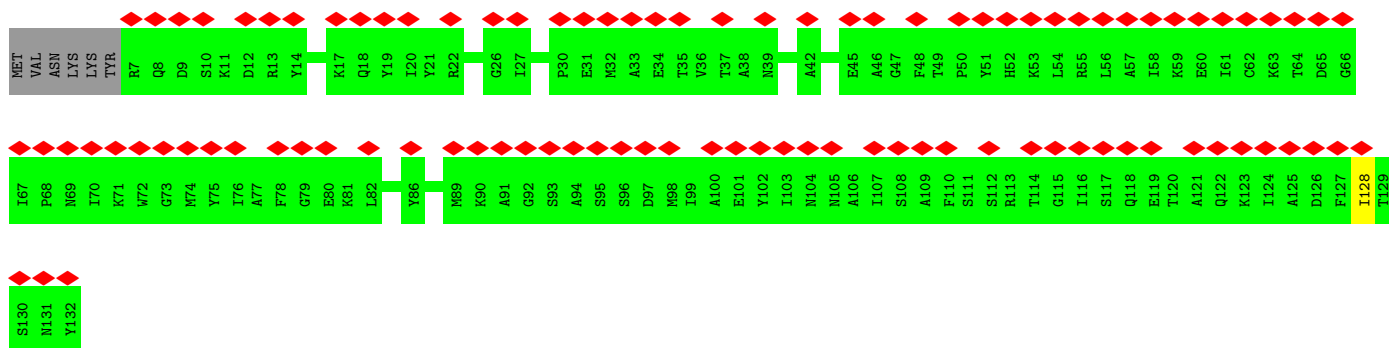 MET VAL ASN LYS LYS TYR R7 Q8 D9 S10 K11 D12 R13 Y14 K17 Q18 Y19 I20 Y21 R22 G26 I27 P30 E31 M32 A33 E34 T35 V36 T37 A38 N39 A42 E45 A46 G47 F48 T49 P50 Y51 H52 K53 L54 R55 L56 A57 I58 K59 E60 I61 C62 K63 T64 D65 G66
I67 P68 N69 I70 K71 W72 G73 M74 Y75 I76 A77 F78 G79 E80 K81 L82 Y86 M89 K90 A91 G92 S93 A94 S95 S96 D97 M98 I99 A100 E101 Y102 I103 N104 N105 A106 I107 S108 A109 F110 S111 S112 R113 T114 G115 I116 S117 Q118 E119 T120 A121 Q122 K123 I124 A125 D126 F127 I128 T129
S130 N131 Y132